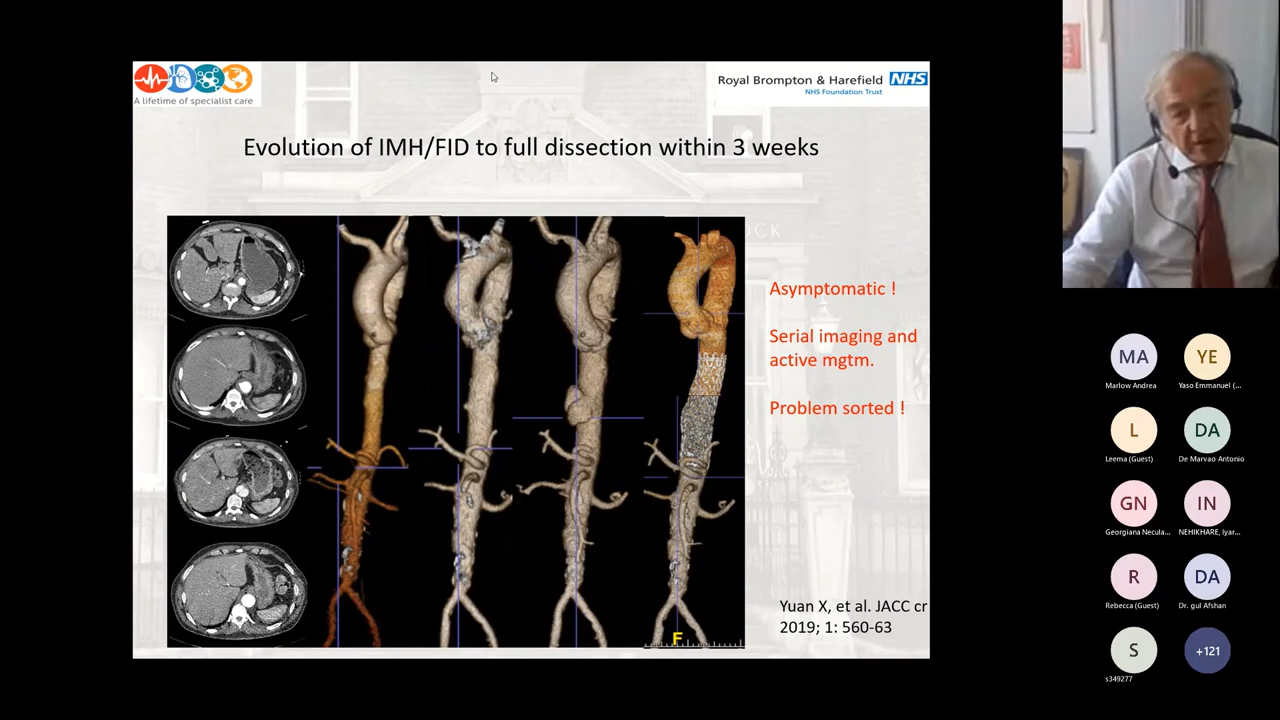 A lifetime of specialist care
Royal Brompton & Harefield NHS
NHS Foundation Trust
Evolution of IMH/FID to full dissection within 3 weeks
OCK
Asymptomatic !
Serial imaging and
active mgtm.
Problem sorted !
Yuan X, et al. JACC cr
2019; 1: 560-63
F
MA
YE
Marlow Andrea
Yaso Emmanuel (...
L
DA
Leema (Guest)
De Marvao Antonio
GN
IN
Georgiana Necula...
NEHIKHARE, Iyar...
R
DA
Rebecca (Guest)
Dr. gul Afshan
S
+121
s349277